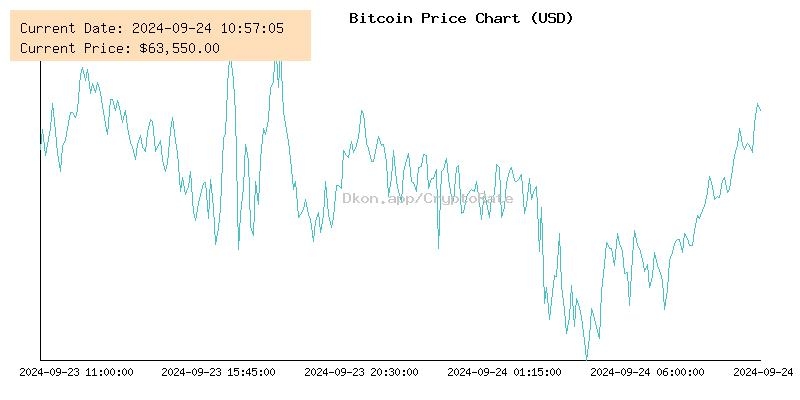 Bitcoin Price Chart (USD)
Current Date: 2024-09-24 10:57:05
Current Price: $63,550.00
Dkon.app/CryptoRate
2024-09-23 11:00:00 2024-09-23 15:45:00 2024-09-23 20:30:00 2024-09-24 01:15:00 2024-09-24 06:00:00 2024-09-24